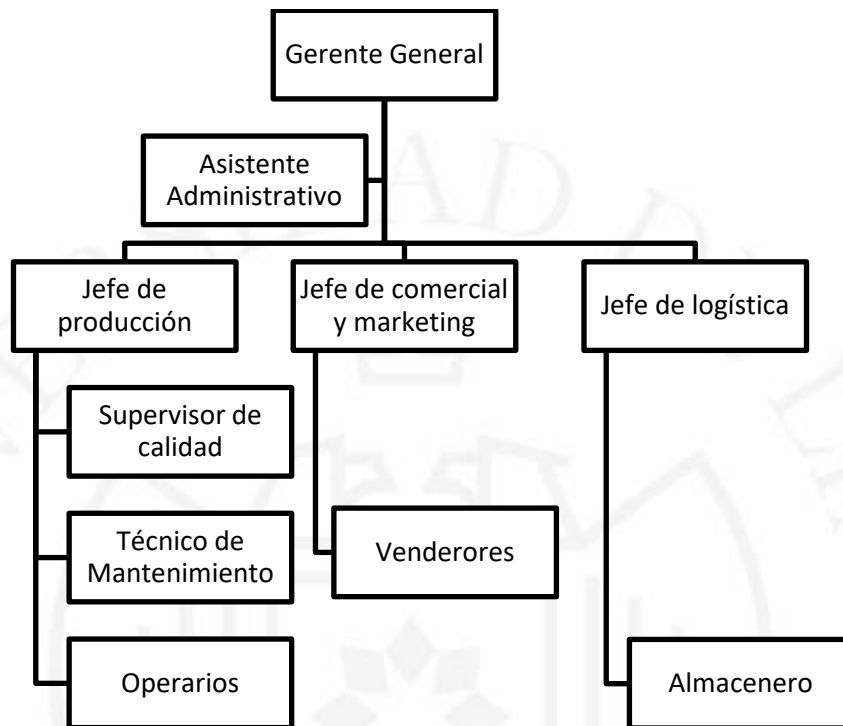 Gerente General
Asistente
Administrativo
Jefe de
producción
Jefe de comercial
y marketing
Jefe de logística
Supervisor de
calidad
Técnico de
Mantenimiento
Venderores
Operarios
Almacenero